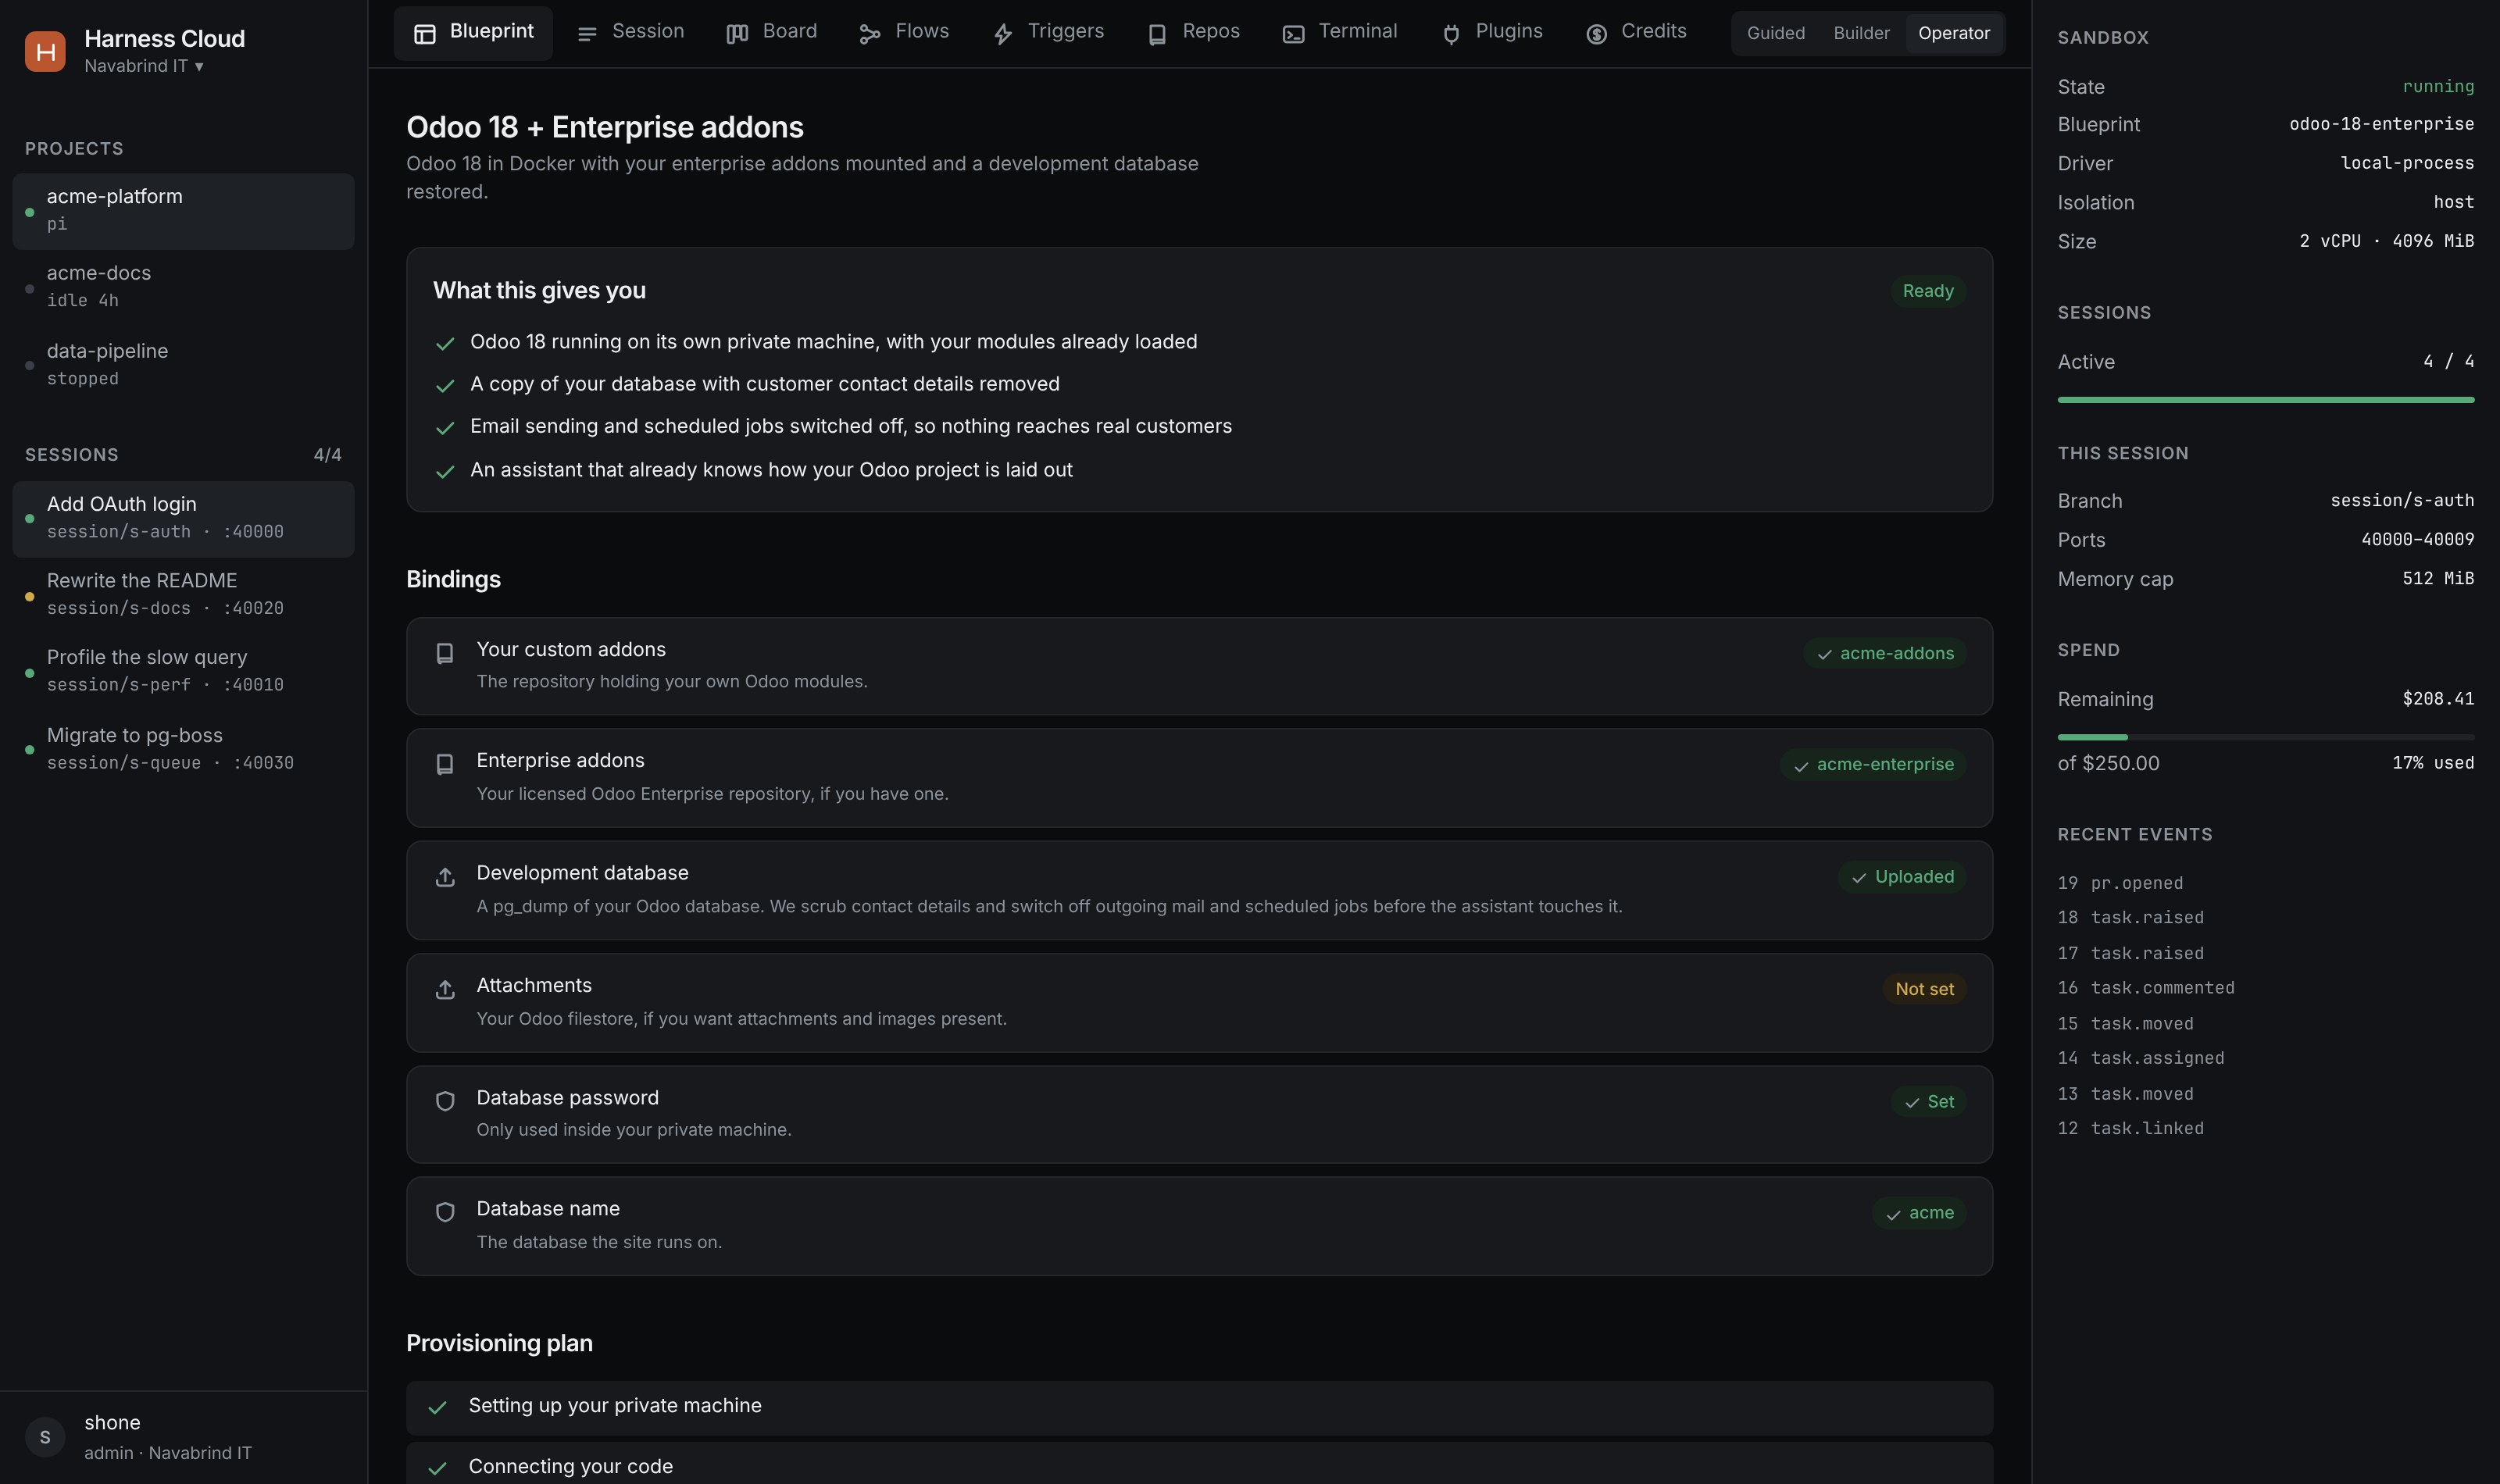 Harness Cloud
Navabrind IT ▾
PROJECTS
acme-platform
pi
acme-docs
idle 4h
data-pipeline
stopped
SESSIONS 4/4
Add OAuth login
session/s-auth · :40000
Rewrite the README
session/s-docs · :40020
Profile the slow query
session/s-perf · :40010
Migrate to pg-boss
session/s-queue · :40030
S
shone
admin · Navabrind IT
Blueprint Session Board Flows Triggers Repos Terminal Plugins Credits Guided Builder Operator
Odoo 18 + Enterprise addons
Odoo 18 in Docker with your enterprise addons mounted and a development database
restored.
What this gives you Ready
Odoo 18 running on its own private machine, with your modules already loaded
A copy of your database with customer contact details removed
Email sending and scheduled jobs switched off, so nothing reaches real customers
An assistant that already knows how your Odoo project is laid out
Bindings
Your custom addons acme-addons
The repository holding your own Odoo modules.
Enterprise addons acme-enterprise
Your licensed Odoo Enterprise repository, if you have one.
Development database Uploaded
A pg_dump of your Odoo database. We scrub contact details and switch off outgoing mail and scheduled jobs before the assistant touches it.
Attachments Not set
Your Odoo filestore, if you want attachments and images present.
Database password Set
Only used inside your private machine.
Database name acme
The database the site runs on.
Provisioning plan
Setting up your private machine
Connecting your code
SANDBOX
State running
Blueprint odoo-18-enterprise
Driver local-process
Isolation host
Size 2 vCPU · 4096 MiB
SESSIONS
Active 4 / 4
THIS SESSION
Branch session/s-auth
Ports 40000–40009
Memory cap 512 MiB
SPEND
Remaining $208.41
of $250.00 17% used
RECENT EVENTS
19 pr.opened
18 task.raised
17 task.raised
16 task.commented
15 task.moved
14 task.assigned
13 task.moved
12 task.linked